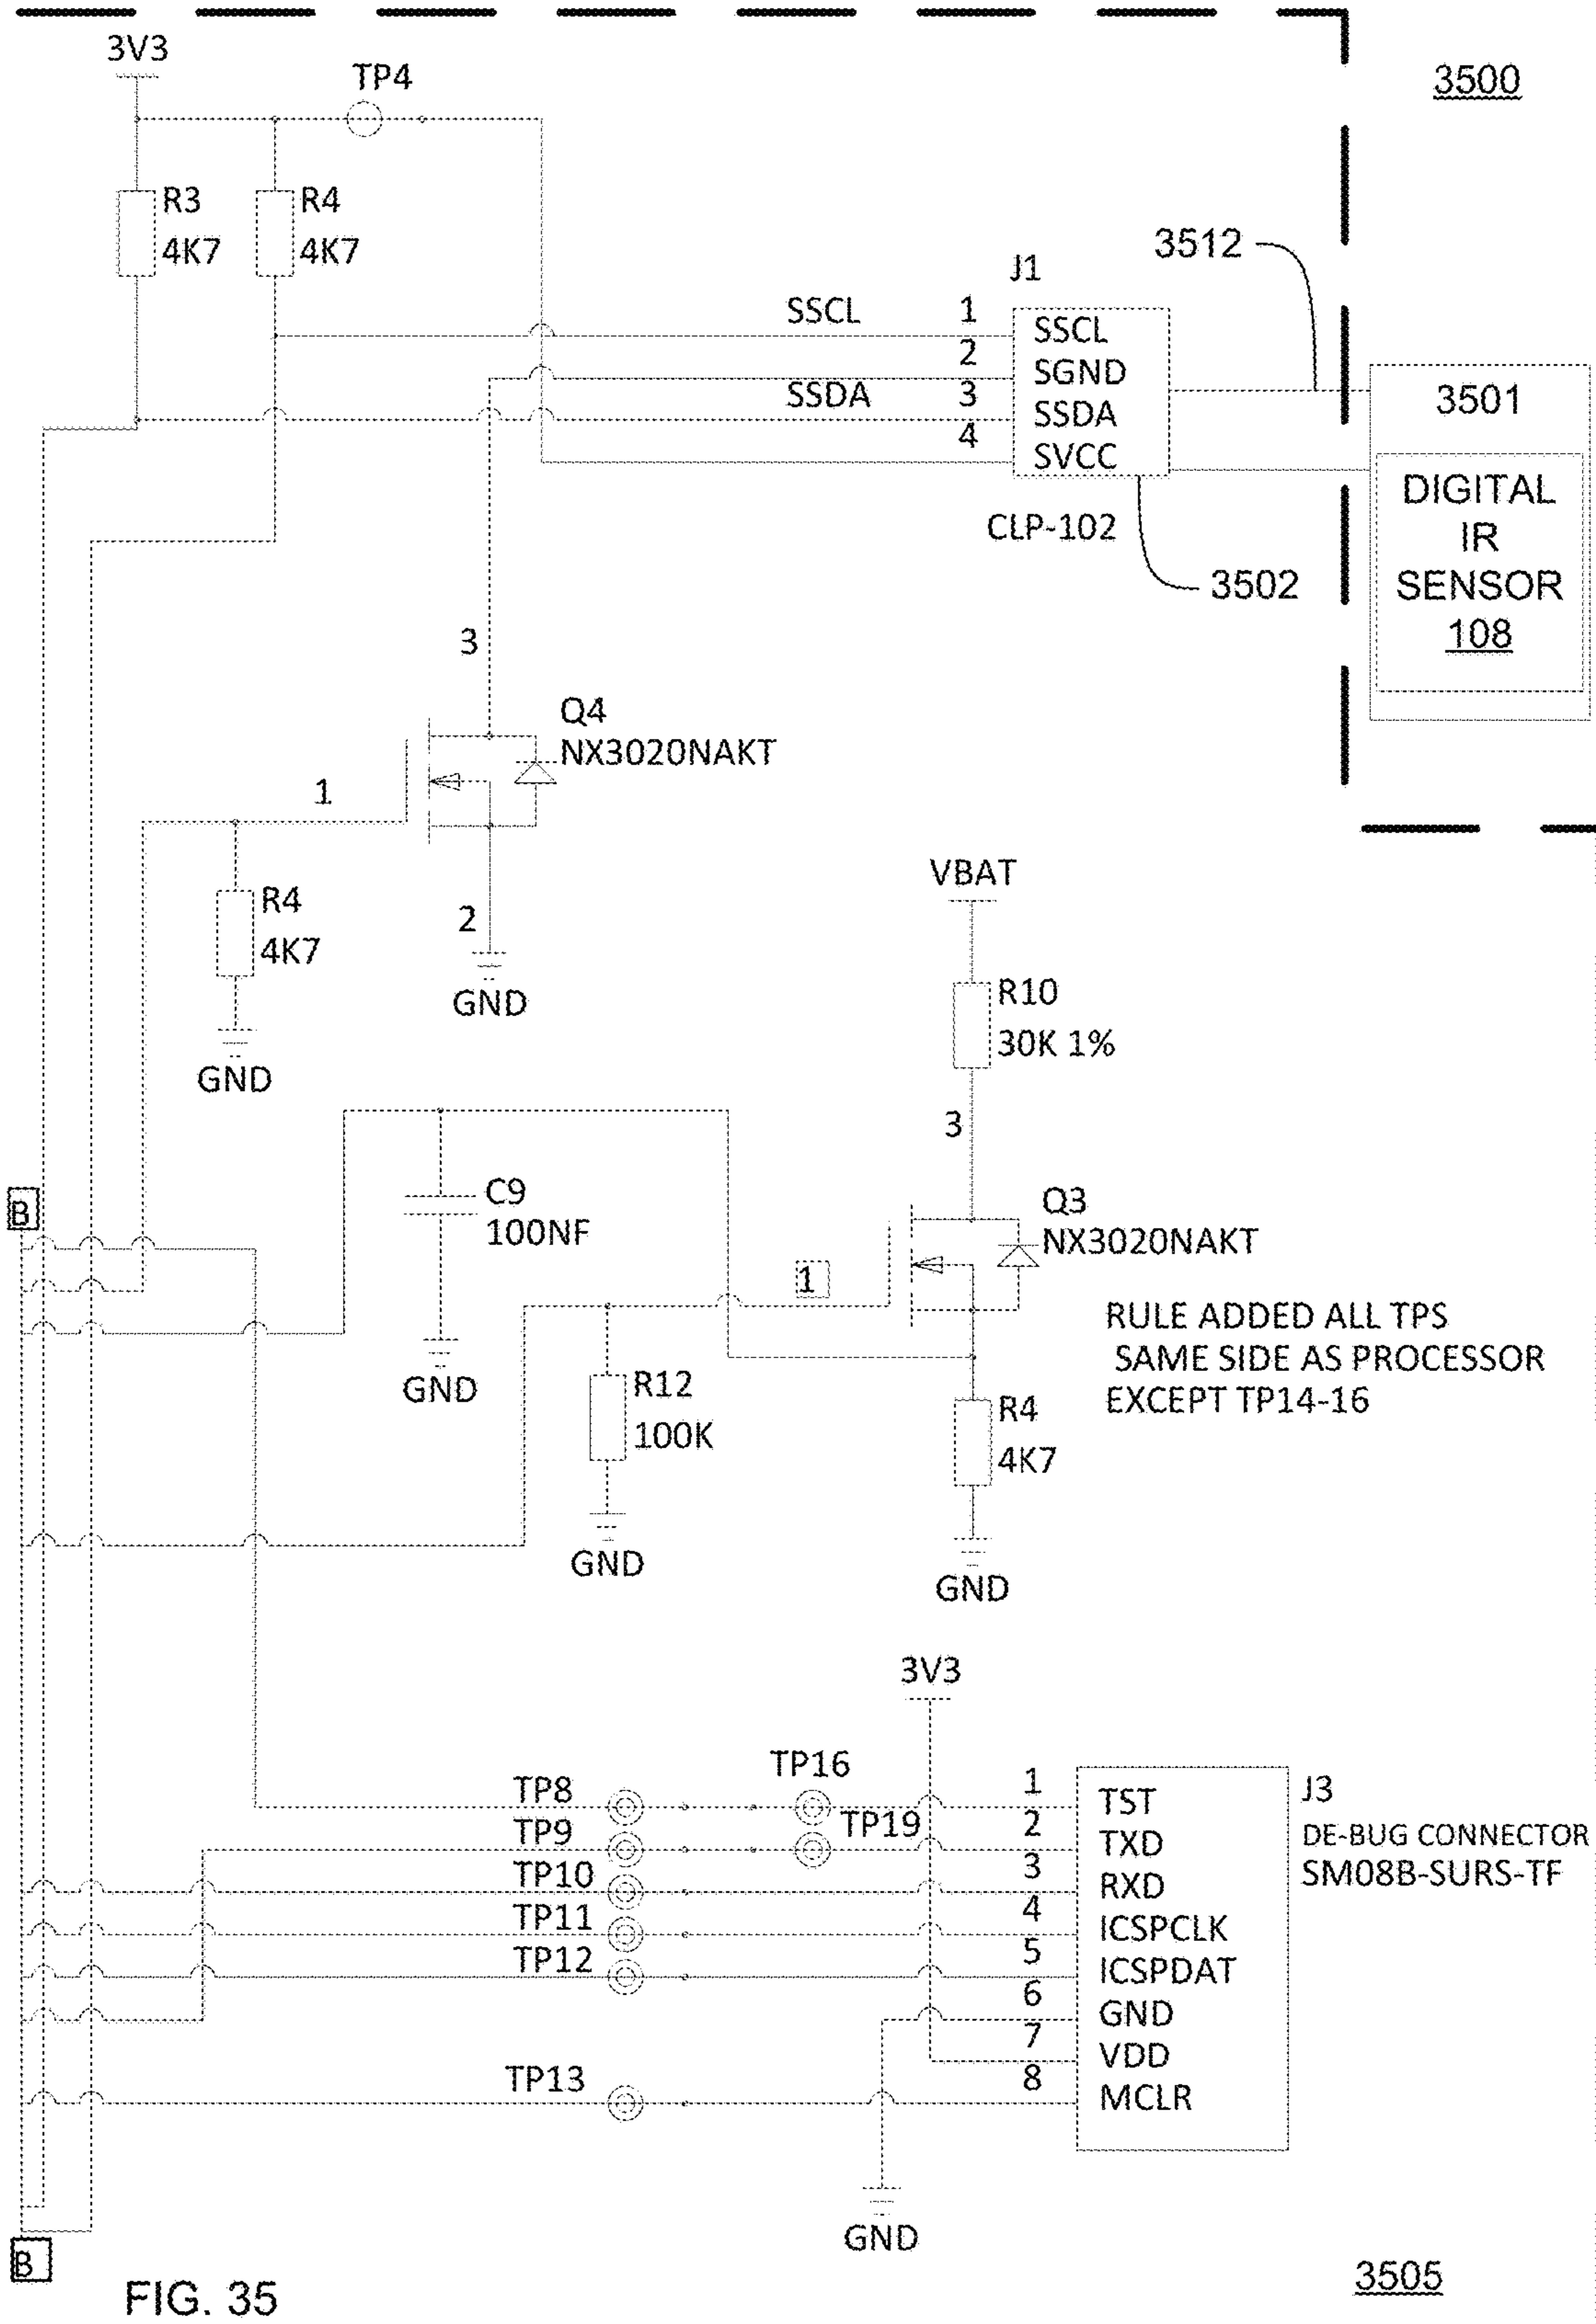 3V3
TP4
3500
R3
4K7
R4
4K7
3512
J1
SSCL
1
2
SSDA
3
4
SSCL
SGND
SSDA
SVCC
CLP-102
3502
3501
DIGITAL
IR
SENSOR
108
3
Q4
NX3020NAKT
1
2
R4
4K7
GND
GND
VBAT
R10
30K 1%
3
B
C9
100NF
Q3
NX3020NAKT
1
GND
R12
100K
GND
RULE ADDED ALL TPS
SAME SIDE AS PROCESSOR
EXCEPT TP14-16
R4
4K7
GND
3V3
TP8
TP16
TP9
TP19
TP10
TP11
TP12
TP13
1
2
3
4
5
6
7
8
TST
TXD
RXD
ICSPCLK
ICSPDAT
GND
VDD
MCLR
J3
DE-BUG CONNECTOR
SM08B-SURS-TF
GND
B
FIG. 35
3505